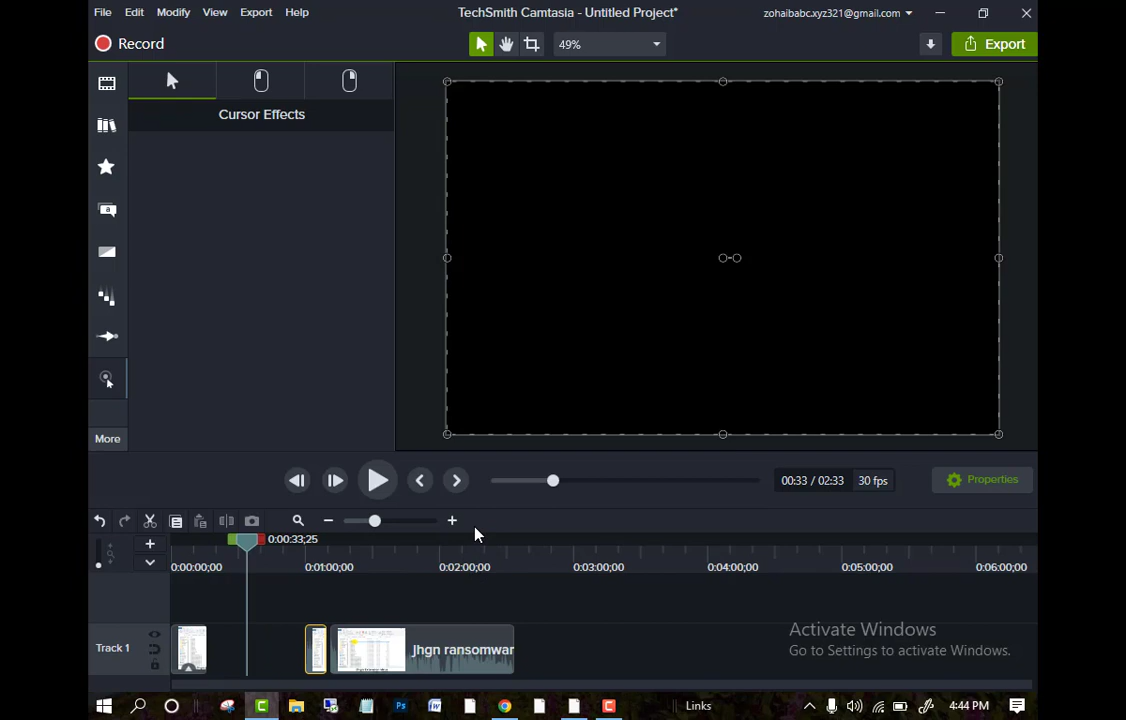 File Edit Modify View Export Help
TechSmith Camtasia - Untitled Project*
zohaibabc.xyz321@gmail.com
Record
49%
Export
Cursor Effects
a
More
00:33 / 02:33
30 fps
Properties
0:00:33;25
0:00:00;00 0:01:00;00 0:02:00;00 0:03:00;00 0:04:00;00 0:05:00;00 0:06:00;00
Track 1
Jhgn ransomwar
Activate Windows
Go to Settings to activate Windows.
Links
4:44 PM